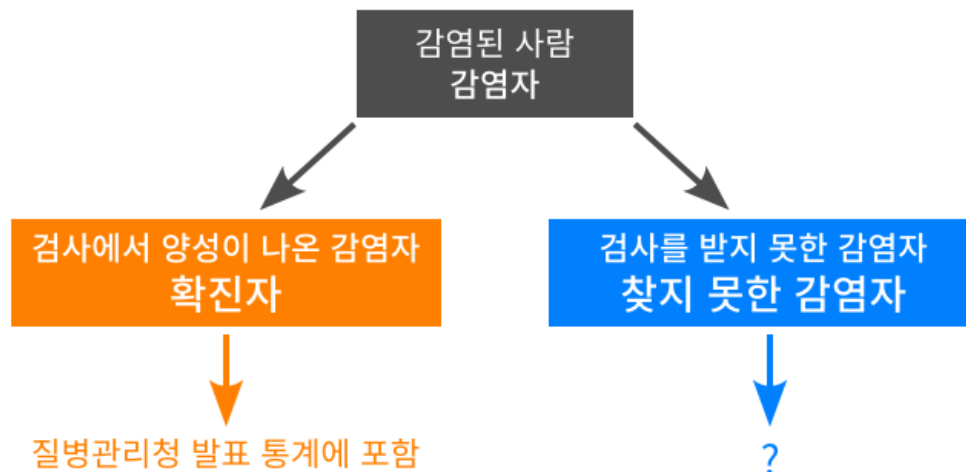 감염된 사람
감염자
검사에서 양성이 나온 감염자
확진자
검사를 받지 못한 감염자
찾지 못한 감염자
질병관리청 발표 통계에 포함
?